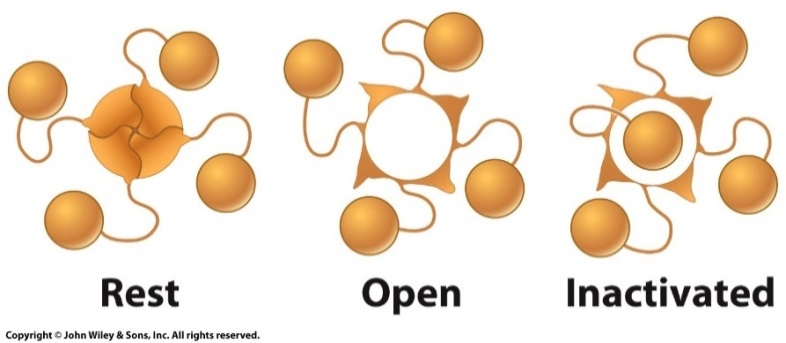 Rest
Open
Inactivated
Copyright © John Wiley & Sons, Inc. All rights reserved.